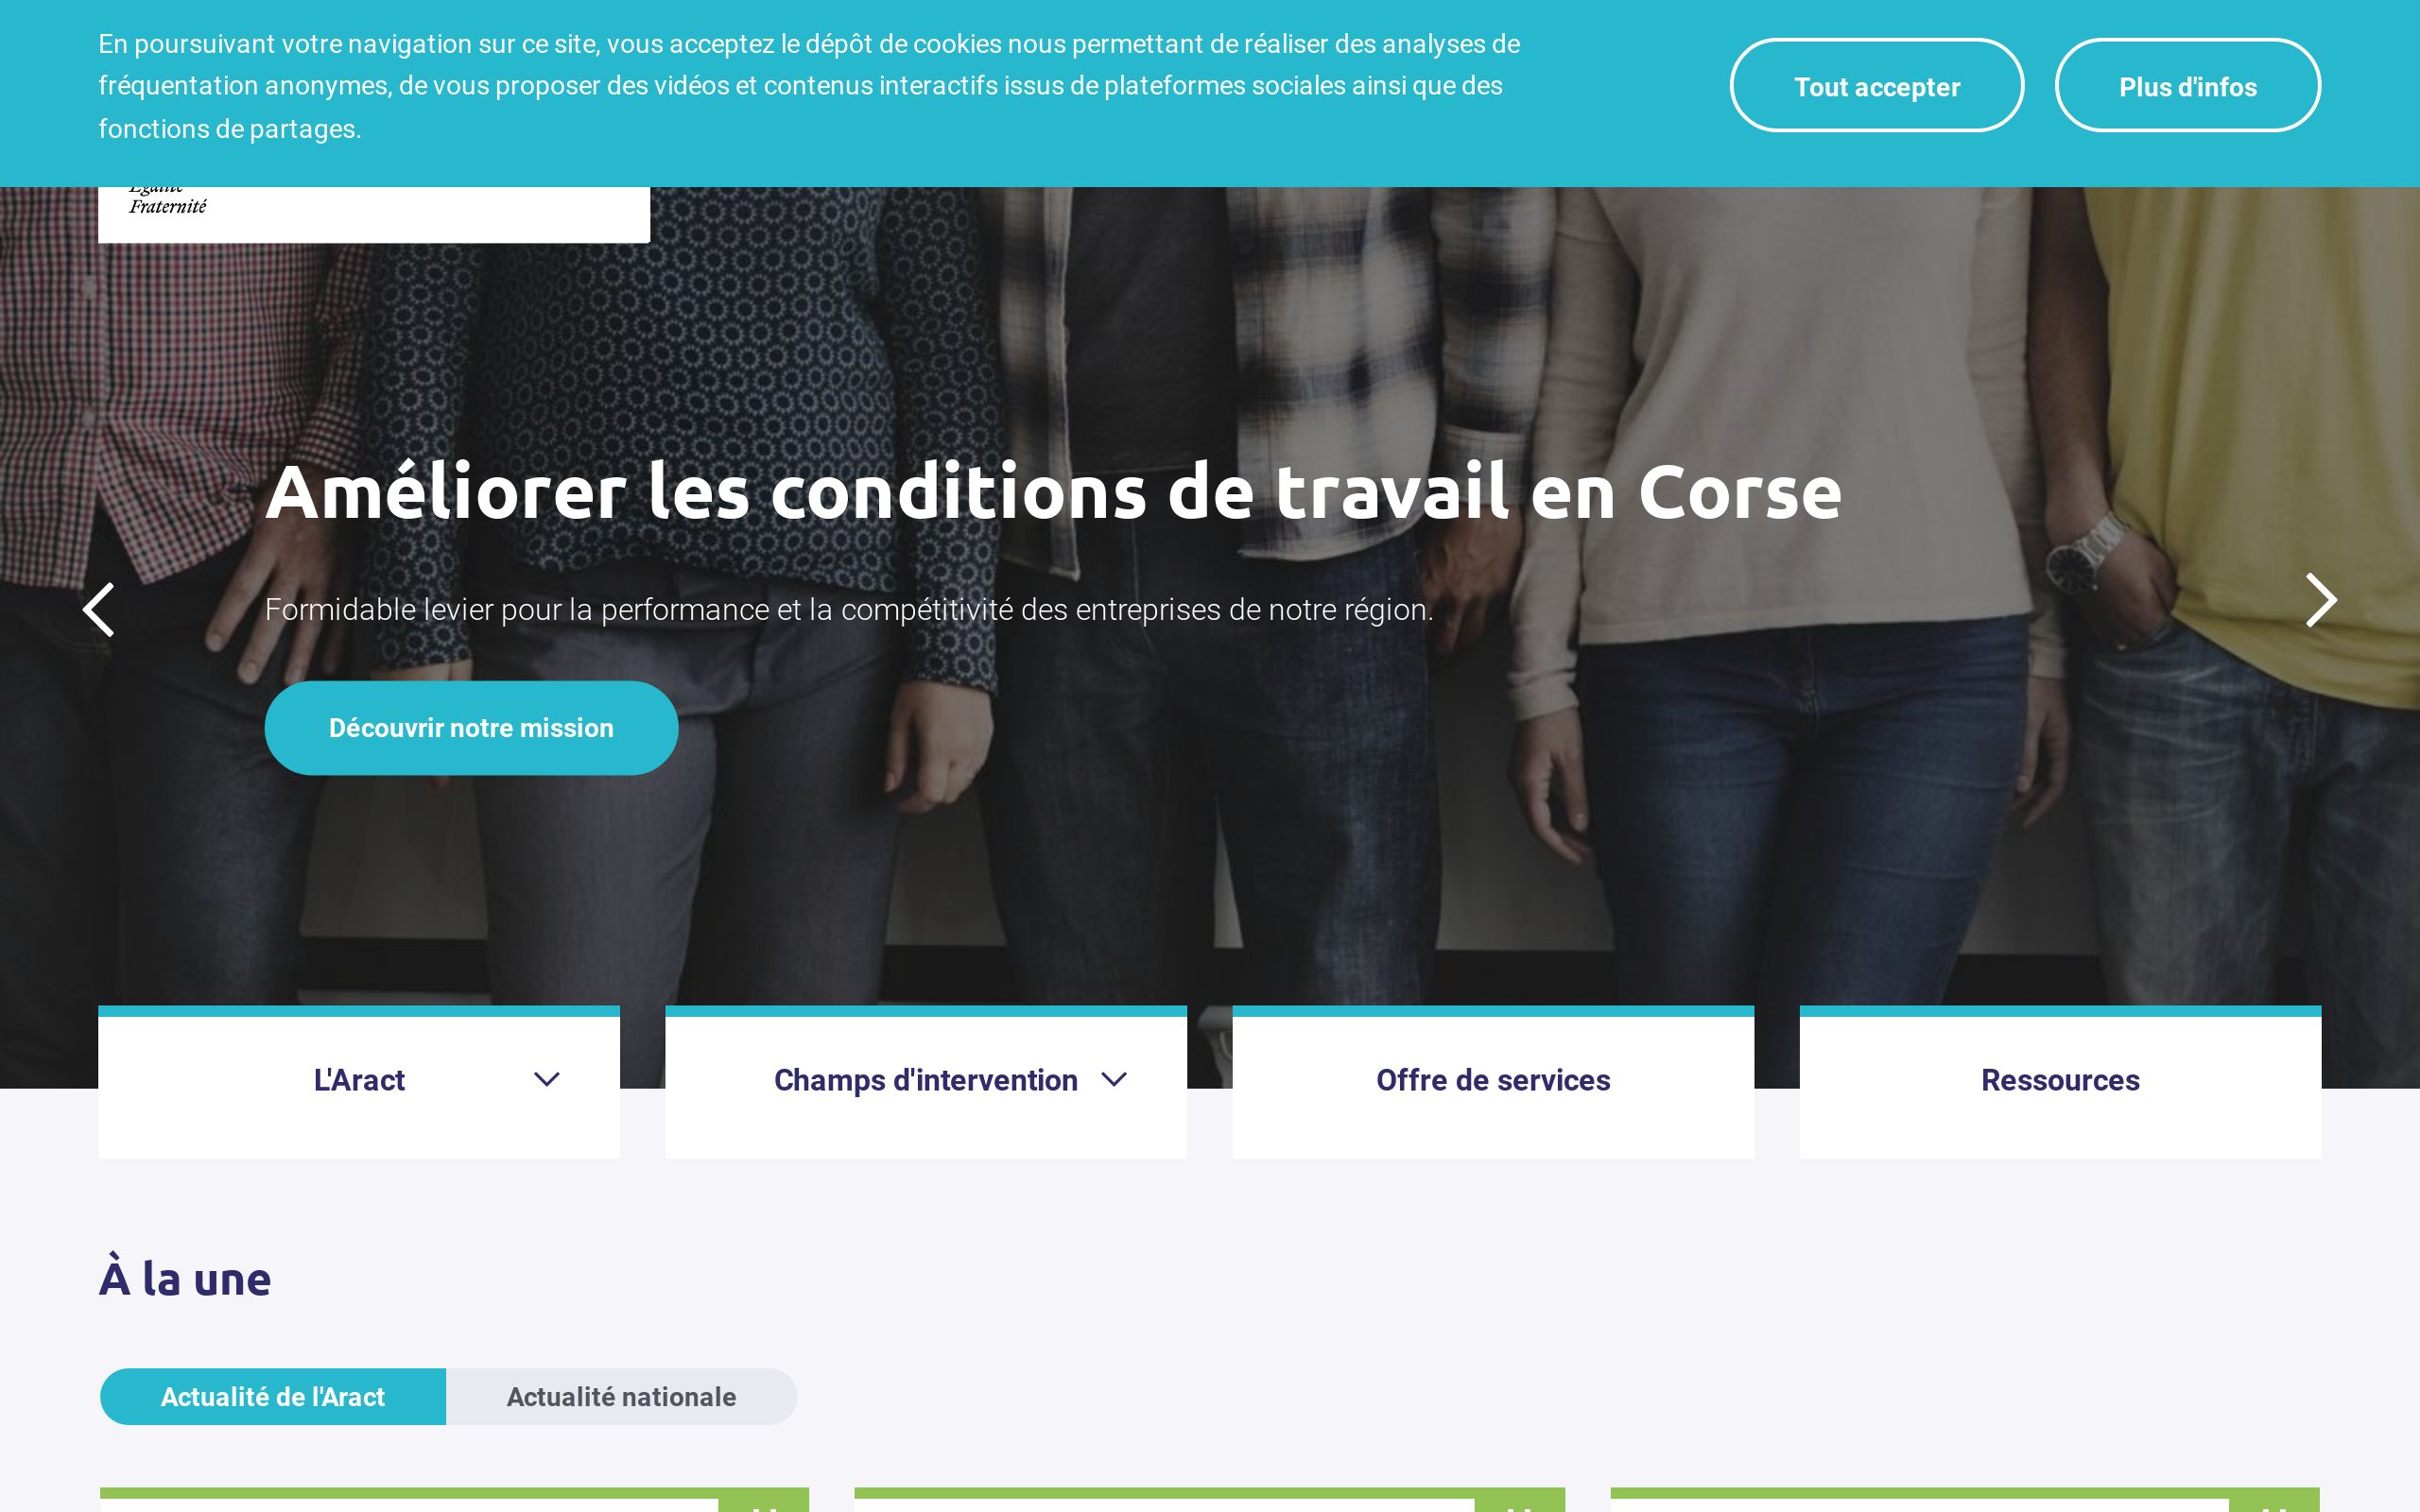 En poursuivant votre navigation sur ce site, vous acceptez le dépôt de cookies nous permettant de réaliser des analyses de
fréquentation anonymes, de vous proposer des vidéos et contenus interactifs issus de plateformes sociales ainsi que des
fonctions de partages.
Tout accepter
Plus d'infos
Égalité
Fraternité
Améliorer les conditions de travail en Corse
Formidable levier pour la performance et la compétitivité des entreprises de notre région.
Découvrir notre mission
L'Aract
Champs d'intervention
Offre de services
Ressources
À la une
Actualité de l'Aract
Actualité nationale